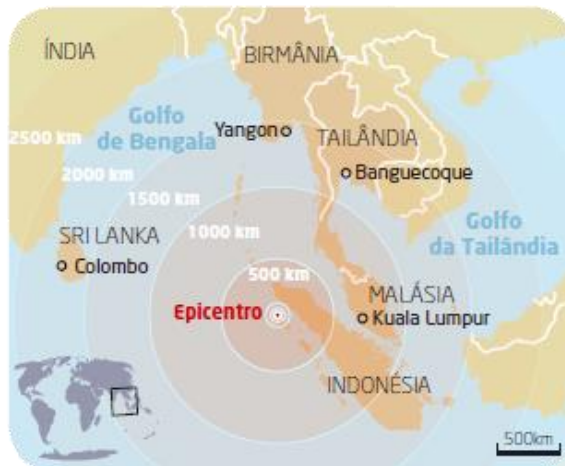 ÍNDIA
BIRMÂNIA
Golfo
de Bengala
Yangon
TAILÂNDIA
2500 km
2000 km
Banguecoque
1500 km
Golfo
da Tailândia
1000 km
SRI LANKA
Colombo
500 km
MALÁSIA
Epicentro
Kuala Lumpur
INDONÉSIA
500km